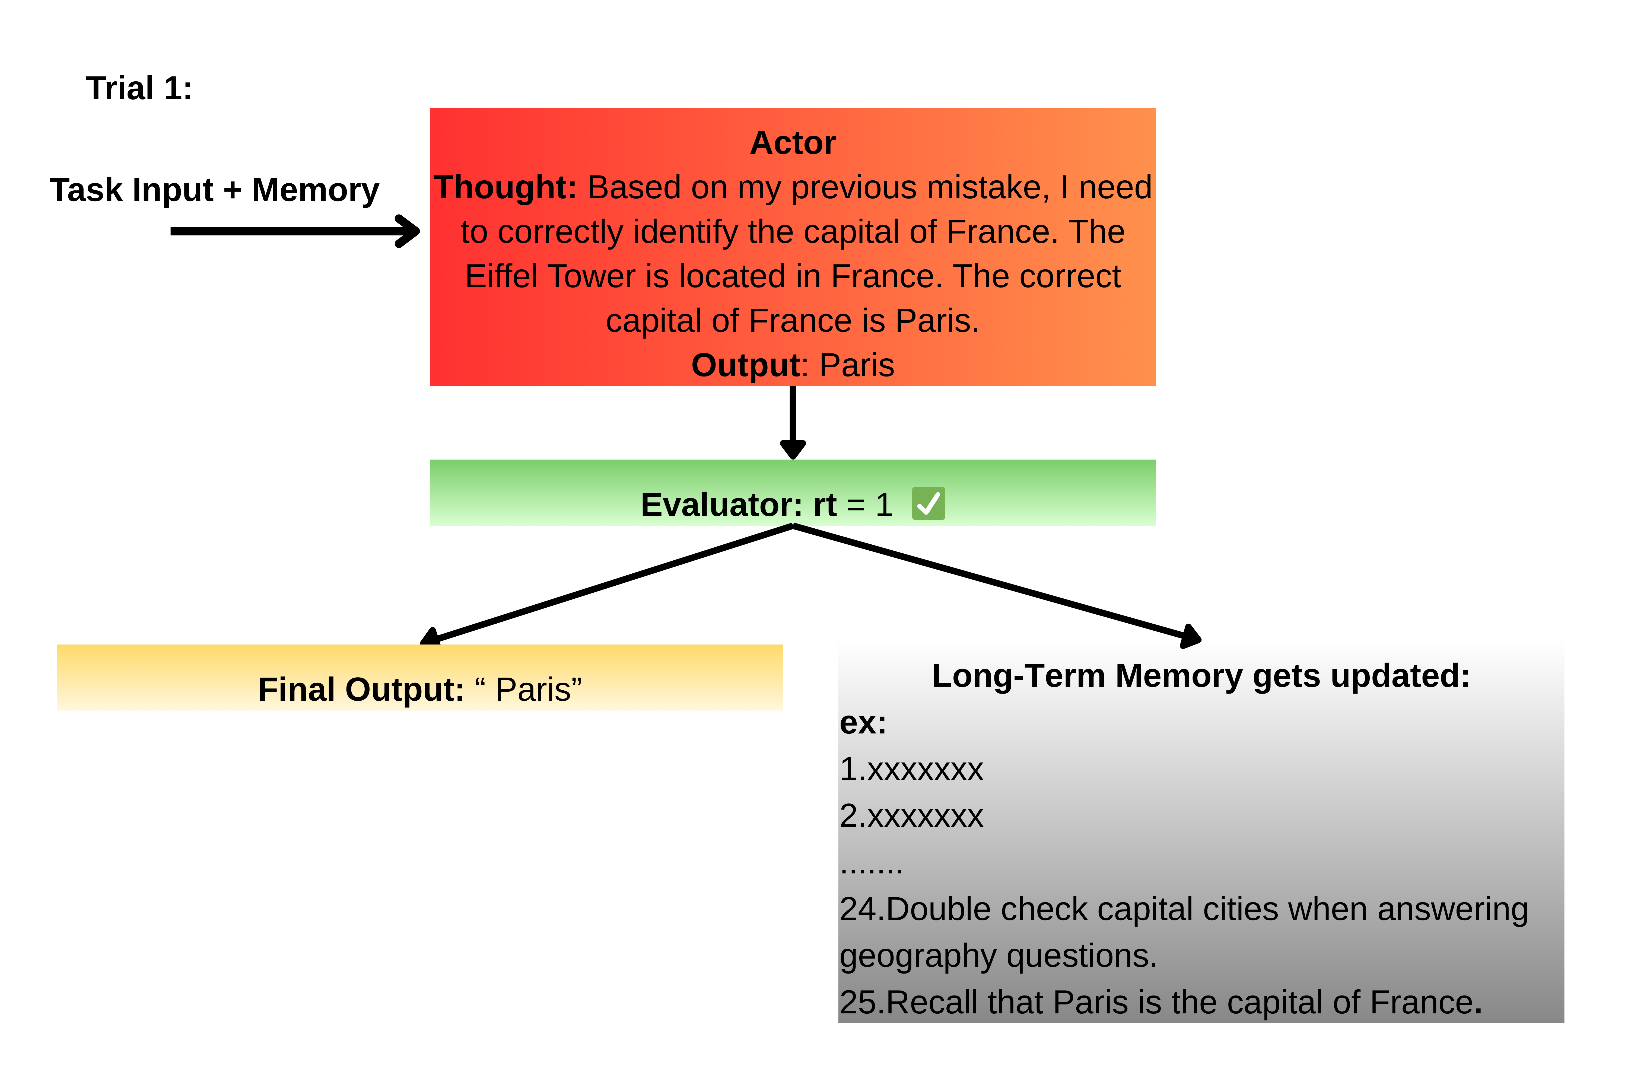 Trial 1:
Task Input + Memory
Actor
Thought: Based on my previous mistake, I need
to correctly identify the capital of France. The
Eiffel Tower is located in France. The correct
capital of France is Paris.
Output: Paris
Evaluator: rt = 1 ✅
Final Output: “ Paris”
Long-Term Memory gets updated:
ex:
1.xxxxxxx
2.xxxxxxx
.......
24.Double check capital cities when answering
geography questions.
25.Recall that Paris is the capital of France.